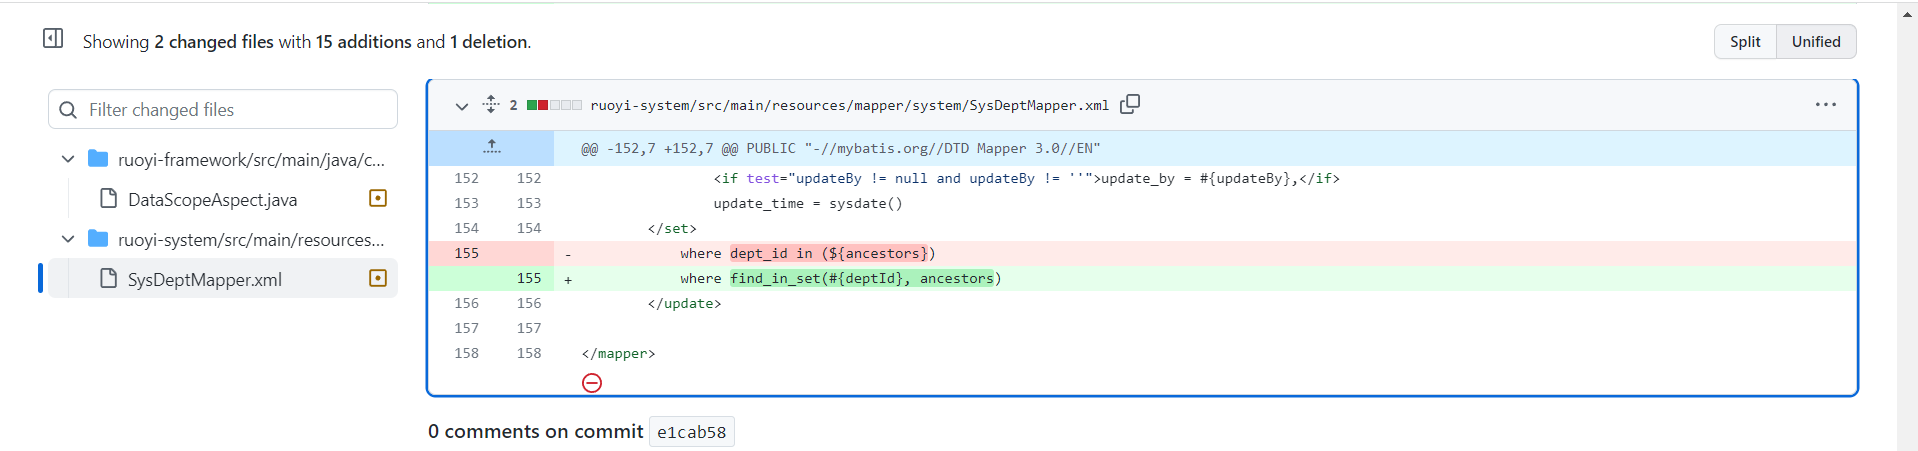 Showing 2 changed files with 15 additions and 1 deletion.
Split Unified
Filter changed files
ruoyi-framework/src/main/java/c...
DataScopeAspect.java
ruoyi-system/src/main/resources...
SysDeptMapper.xml
2 ruoyi-system/src/main/resources/mapper/system/SysDeptMapper.xml
@@ -152,7 +152,7 @@ PUBLIC "-//mybatis.org//DTD Mapper 3.0//EN"
152 152 <if test="updateBy != null and updateBy != ''">update_by = #{updateBy},</if>
153 153 update_time = sysdate()
154 154 </set>
155 - where dept_id in (${ancestors})
155 + where find_in_set(#{deptId}, ancestors)
156 156 </update>
157 157
158 158 </mapper>
0 comments on commit e1cab58